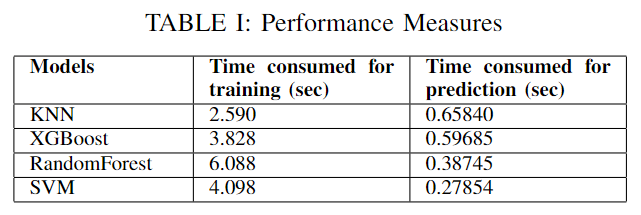 TABLE I: Performance Measures
Models Time consumed for Time consumed for
training (sec) prediction (sec)
KNN 2.590 0.65840
XGBoost 3.828 0.59685
RandomForest 6.088 0.38745
SVM 4.098 0.27854